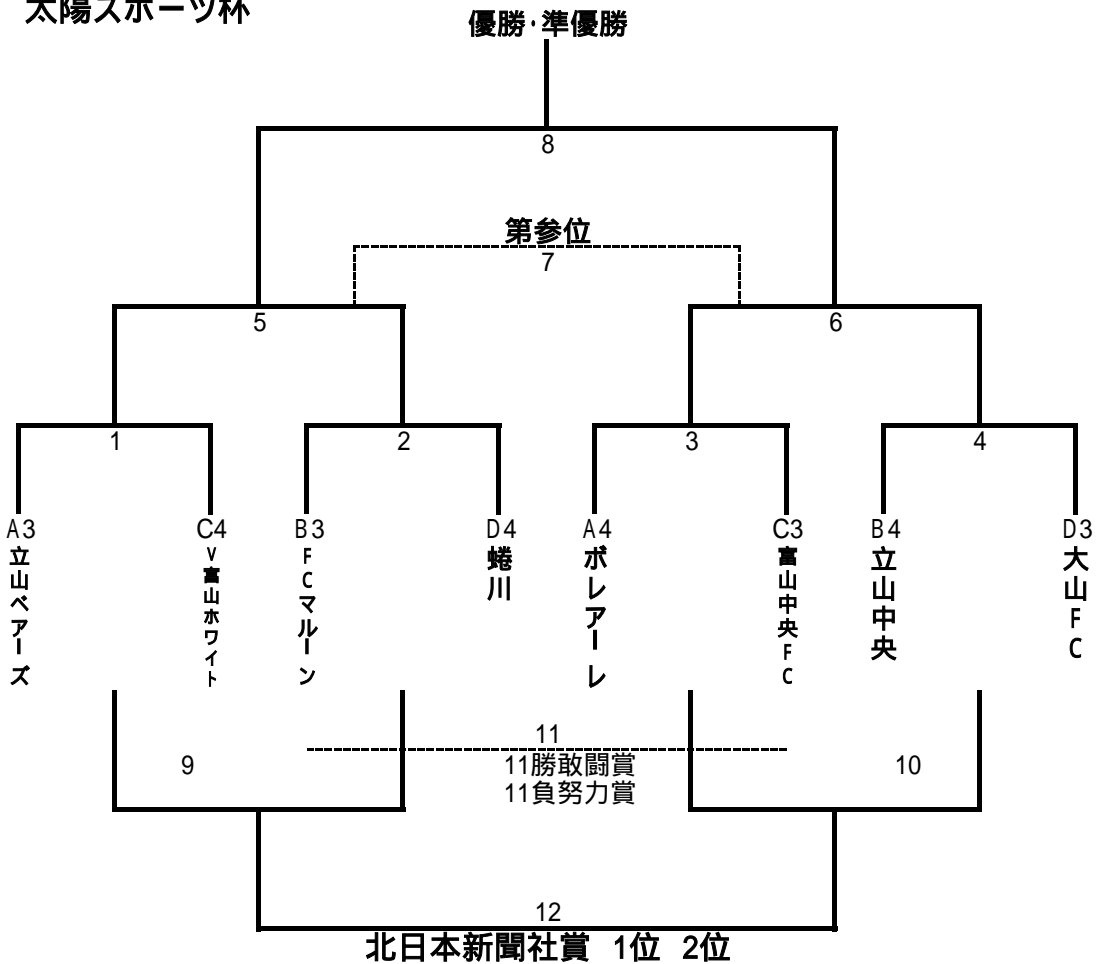 太陽スポーツ杯
優勝・準優勝
8
第参位
7
5
6
1
2
3
4
A3
C4
B3
D4
A4
C3
B4
D3
立山ベアーズ
V富山ホワイト
FCマルーン
蜷川
ボレアーレ
富山中央FC
立山中央
大山FC
11
9
11勝敢闘賞
10
11負努力賞
12
北日本新聞社賞 1位 2位